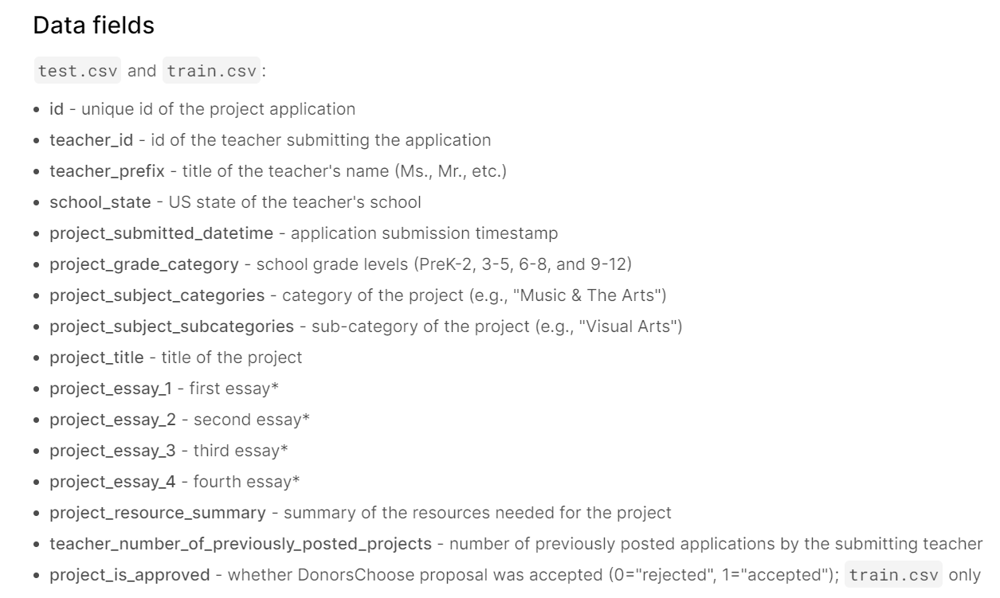 Data fields
test.csv and train.csv:
• id - unique id of the project application
• teacher_id - id of the teacher submitting the application
• teacher_prefix - title of the teacher's name (Ms., Mr., etc.)
• school_state - US state of the teacher's school
• project_submitted_datetime - application submission timestamp
• project_grade_category - school grade levels (PreK-2, 3-5, 6-8, and 9-12)
• project_subject_categories - category of the project (e.g., "Music & The Arts")
• project_subject_subcategories - sub-category of the project (e.g., "Visual Arts")
• project_title - title of the project
• project_essay_1 - first essay*
• project_essay_2 - second essay*
• project_essay_3 - third essay*
• project_essay_4 - fourth essay*
• project_resource_summary - summary of the resources needed for the project
• teacher_number_of_previously_posted_projects - number of previously posted applications by the submitting teacher
• project_is_approved - whether DonorsChoose proposal was accepted (0="rejected", 1="accepted"); train.csv only